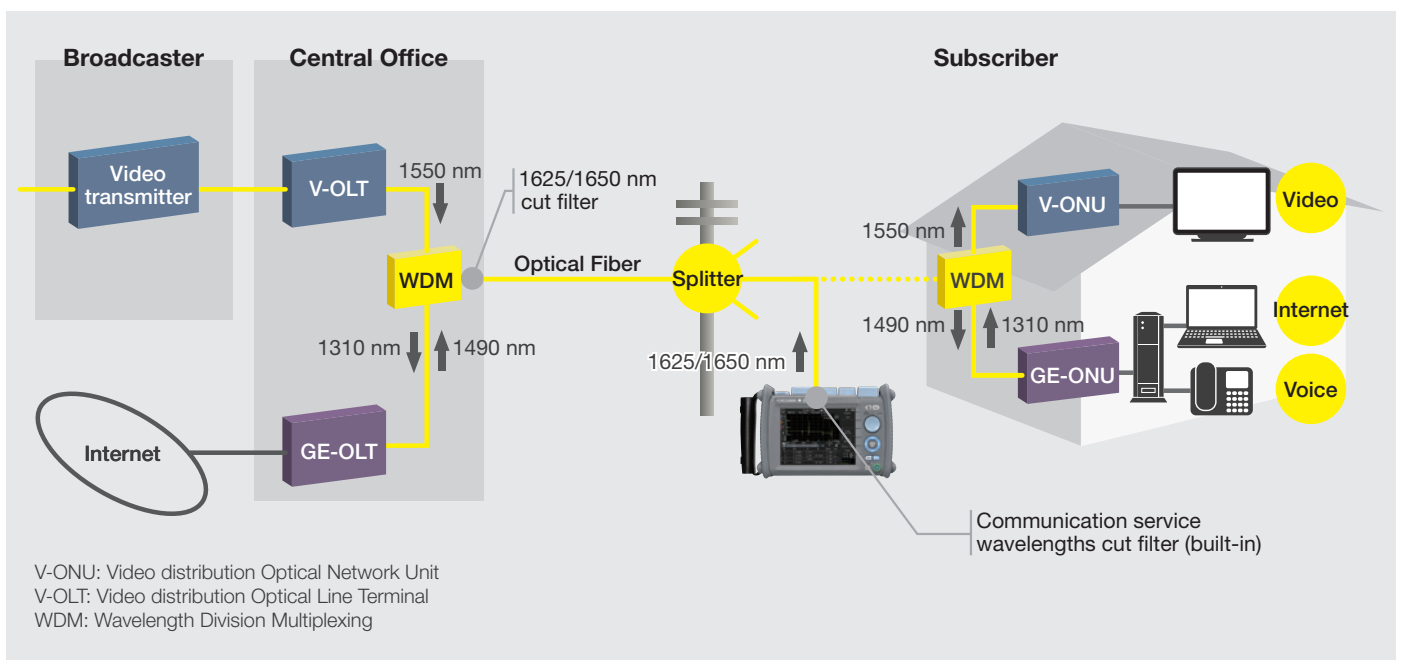 Broadcaster
Central Office
Subscriber
Video
transmitter
V-OLT
1550 nm
1625/1650 nm
cut filter
WDM
Optical Fiber
Splitter
1310 nm
1490 nm
Internet
GE-OLT
1625/1650 nm
1550 nm
V-ONU
Video
WDM
1490 nm
1310 nm
Internet
GE-ONU
Voice
Communication service
wavelengths cut filter (built-in)
V-ONU: Video distribution Optical Network Unit
V-OLT: Video distribution Optical Line Terminal
WDM: Wavelength Division Multiplexing